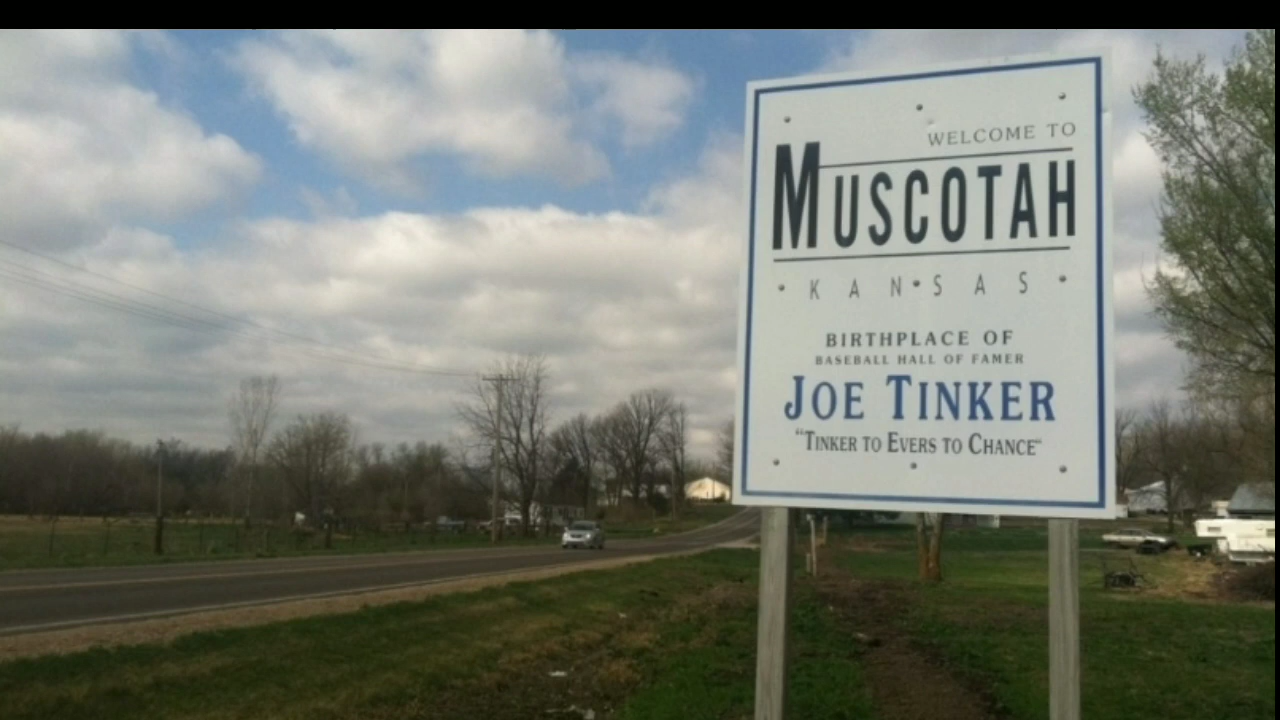 WELCOME TO
MUSCOTAH
KANSAS
BIRTHPLACE OF
BASEBALL HALL OF FAMER
JOE TINKER
"TINKER TO EVERS TO CHANCE"